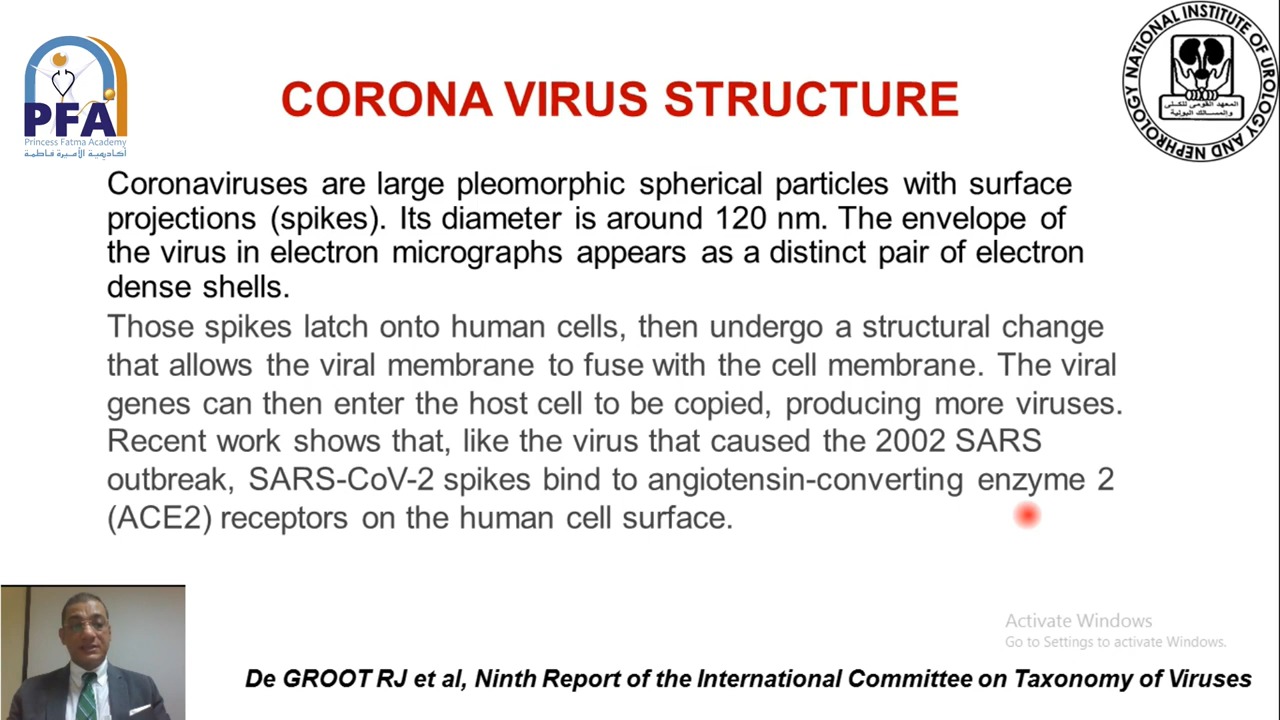 PFA
Princess Fatma Academy
أكاديمية الأميرة فاطمة
CORONA VIRUS STRUCTURE
NATIONAL INSTITUTE OF UROLOGY AND NEPHROLOGY
المعهد القومى للكلى
والمسالك البولية
Coronaviruses are large pleomorphic spherical particles with surface
projections (spikes). Its diameter is around 120 nm. The envelope of
the virus in electron micrographs appears as a distinct pair of electron
dense shells.
Those spikes latch onto human cells, then undergo a structural change
that allows the viral membrane to fuse with the cell membrane. The viral
genes can then enter the host cell to be copied, producing more viruses.
Recent work shows that, like the virus that caused the 2002 SARS
outbreak, SARS-CoV-2 spikes bind to angiotensin-converting enzyme 2
(ACE2) receptors on the human cell surface.
Activate Windows
Go to Settings to activate Windows.
De GROOT RJ et al, Ninth Report of the International Committee on Taxonomy of Viruses